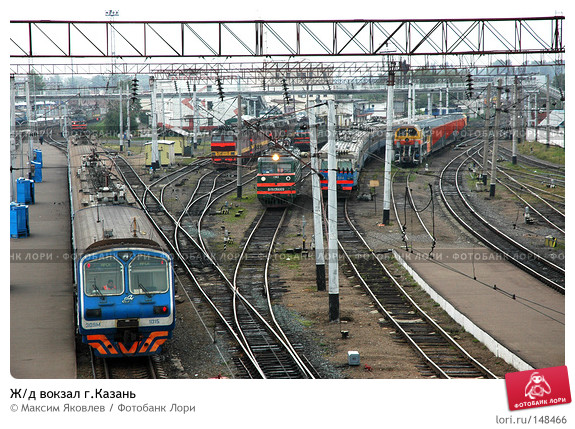 Ж/д вокзал г.Казань
© Максим Яковлев / Фотобанк Лори
ФОТОБАНК ЛОРИ
lori.ru/148466